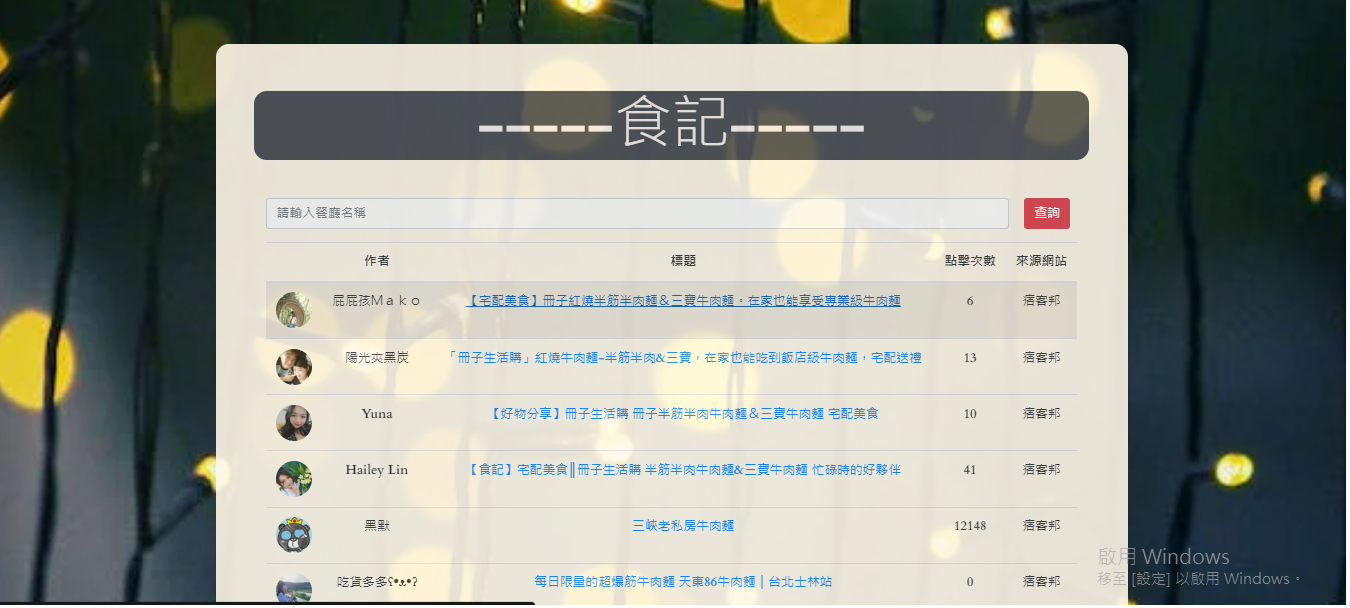 -----食記-----
請輸入餐廳名稱 查詢
作者 標題 點擊次數 來源網站
屁屁孩Ｍａｋｏ 【宅配美食】冊子紅燒半筋半肉麵＆三寶牛肉麵。在家也能享受專業級牛肉麵 6 痞客邦
陽光夾黑炭 「冊子生活購」紅燒牛肉麵-半筋半肉&三寶，在家也能吃到飯店級牛肉麵，宅配送禮 13 痞客邦
Yuna 【好物分享】冊子生活購 冊子半筋半肉牛肉麵＆三寶牛肉麵 宅配美食 10 痞客邦
Hailey Lin 【食記】宅配美食║冊子生活購 半筋半肉牛肉麵&三寶牛肉麵 忙碌時的好夥伴 41 痞客邦
黑默 三峽老私房牛肉麵 12148 痞客邦
吃貨多多ʕ•ᴥ•ʔ 每日限量的超爆筋牛肉麵 天東86牛肉麵 | 台北士林站 0 痞客邦
啟用 Windows
移至 [設定] 以啟用 Windows。